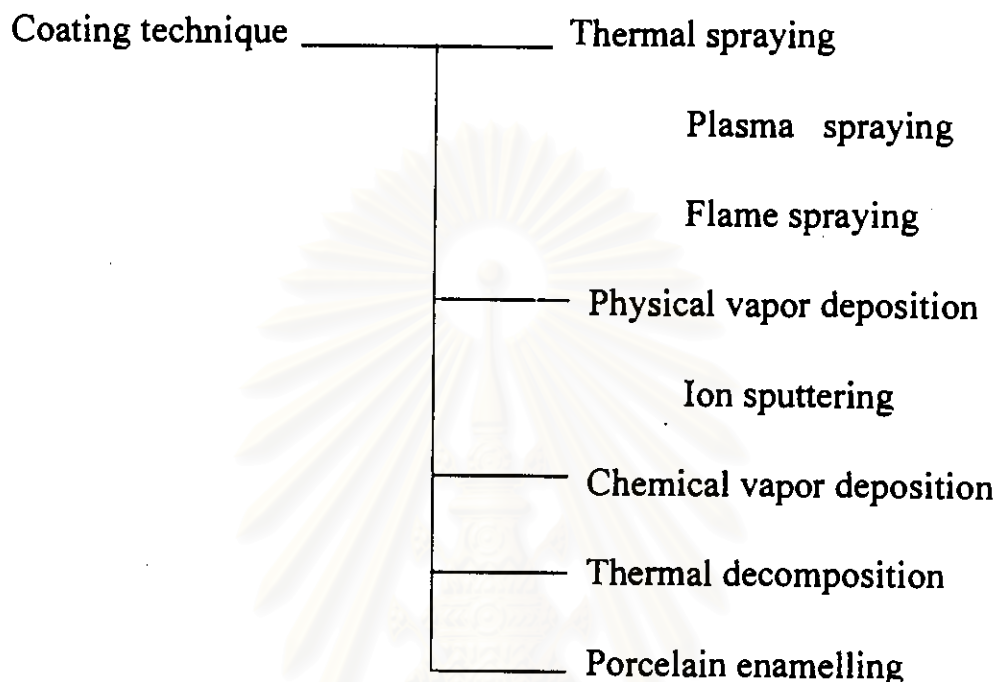 Coating technique Thermal spraying
Plasma spraying
Flame spraying
Physical vapor deposition
Ion sputtering
Chemical vapor deposition
Thermal decomposition
Porcelain enamelling